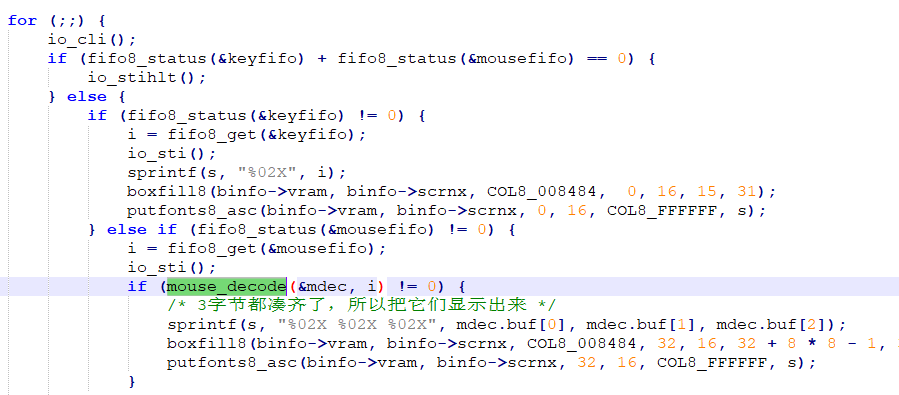 for (;;) {
io_cli();
if (fifo8_status(&keyfifo) + fifo8_status(&mousefifo) == 0) {
io_stihlt();
} else {
if (fifo8_status(&keyfifo) != 0) {
i = fifo8_get(&keyfifo);
io_sti();
sprintf(s, "%02X", i);
boxfill8(binfo->vram, binfo->scrnx, COL8_008484,  0, 16, 15, 31);
putfonts8_asc(binfo->vram, binfo->scrnx, 0, 16, COL8_FFFFFF, s);
} else if (fifo8_status(&mousefifo) != 0) {
i = fifo8_get(&mousefifo);
io_sti();
if (mouse_decode(&mdec, i) != 0) {
/* 3字节都凑齐了，所以把它们显示出来 */
sprintf(s, "%02X %02X %02X", mdec.buf[0], mdec.buf[1], mdec.buf[2]);
boxfill8(binfo->vram, binfo->scrnx, COL8_008484, 32, 16, 32 + 8 * 8 - 1,
putfonts8_asc(binfo->vram, binfo->scrnx, 32, 16, COL8_FFFFFF, s);
}